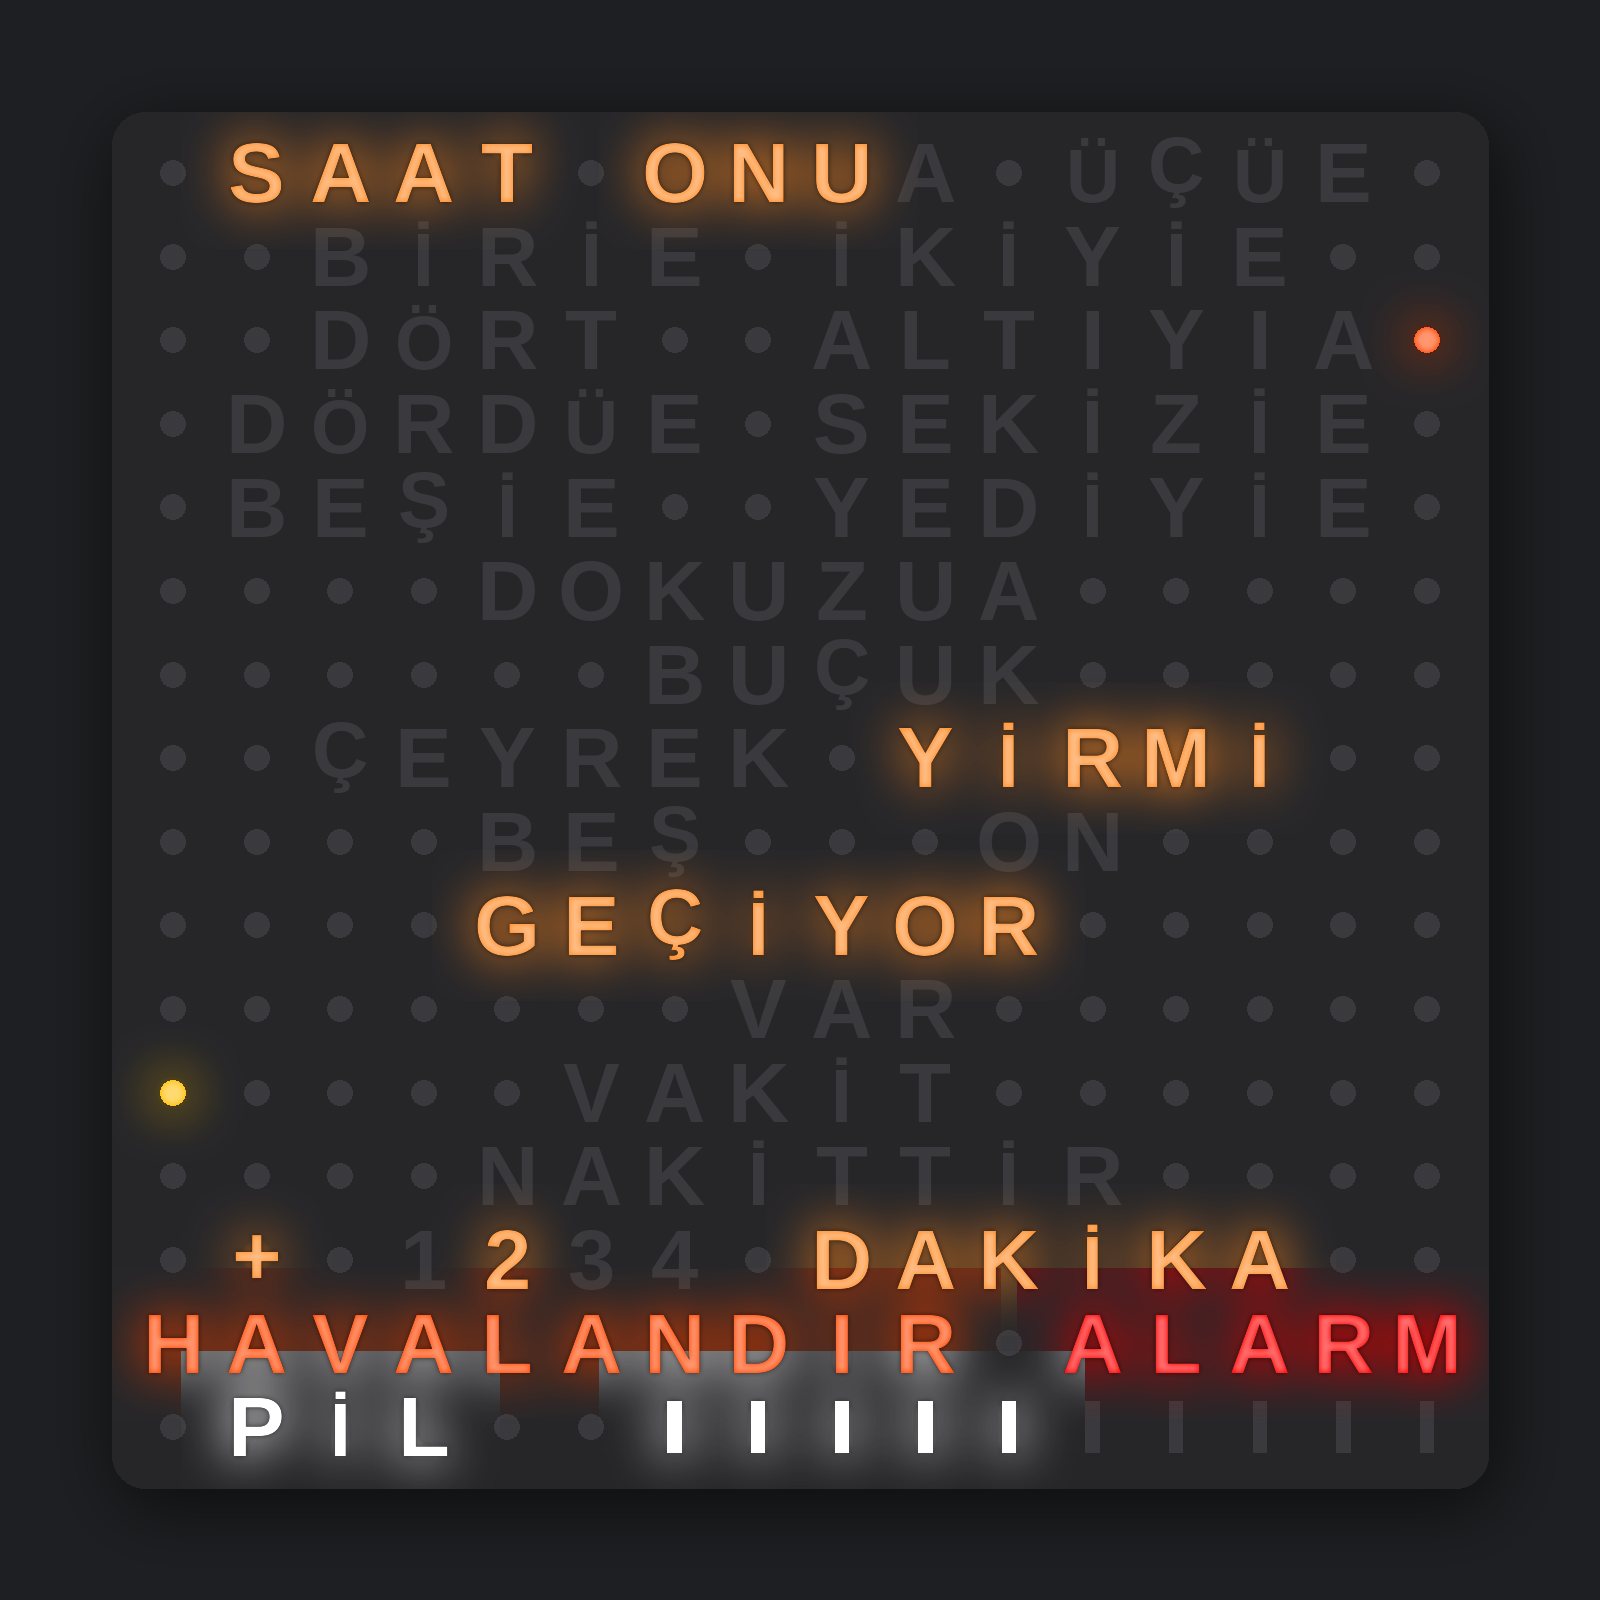 SAAT ONUA ÜÇÜE
BİRİE İKİYİE
DÖRT ALTIYIA
DÖRDÜE SEKİZİE
BEŞİE YEDİYİE
DOKUZUA
BUÇUK
ÇEYREK YİRMİ
BEŞ ON
GEÇİYOR
VAR
VAKİT
NAKİTTİR
+ 1234 DAKİKA
HAVALANDIR ALARM
PİL IIIIIIIIII